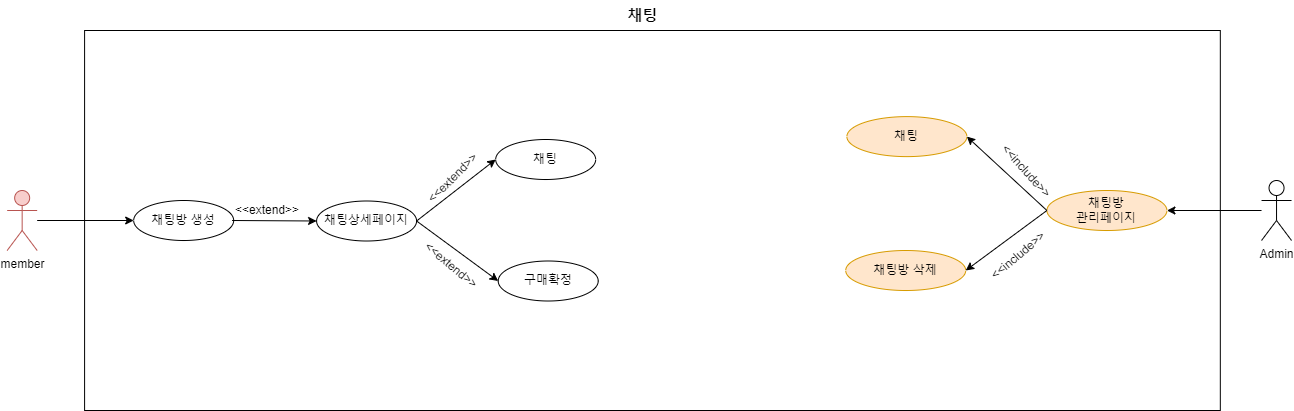 채팅
member
채팅방 생성
<<extend>>
채팅상세페이지
<<extend>>
채팅
<<extend>>
구매확정
채팅
<<include>>
채팅방
관리페이지
<<include>>
채팅방 삭제
Admin